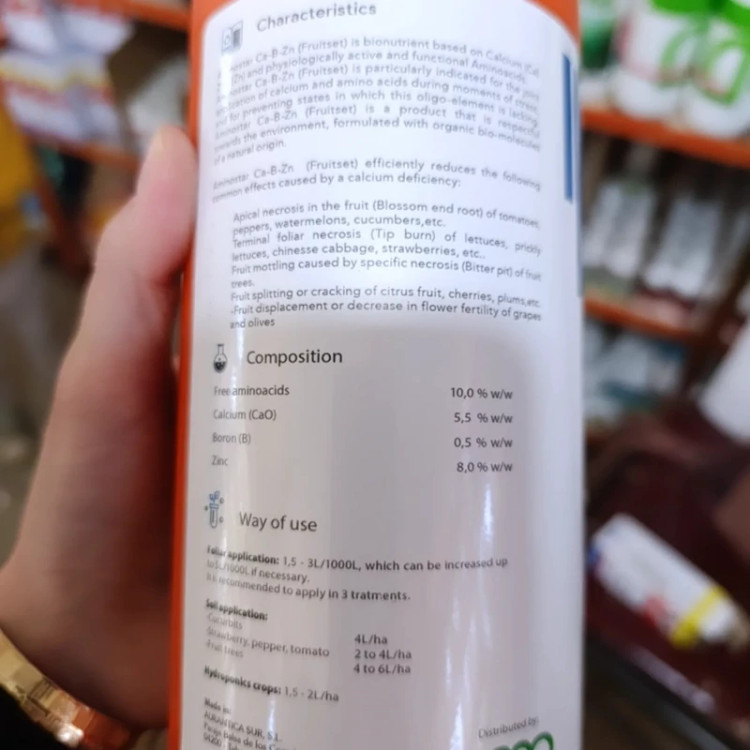 Characteristics
Ca-B-Zn (Fruitset) is bionutrient based on Calcium
and physiologically active and functional Aminoacids.
Ca-B-Zn (Fruitset) is particularly indicated for the
of calcium and amino acids during moments of
for preventing states in which this oligo-element is lacking.
Ca-B-Zn (Fruitset) is a product that is respectful
the environment, formulated with organic bio-molecules
of natural origin.
Ca-B-Zn (Fruitset) efficiently reduces the following
common effects caused by a calcium deficiency:
Apical necrosis in the fruit (Blossom end root) of tomatoes,
peppers, watermelons, cucumbers,etc.
Terminal foliar necrosis (Tip burn) of lettuces, prickly
lettuces, chinesse cabbage, strawberries, etc..
Fruit mottling caused by specific necrosis (Bitter pit) of fruit
trees.
Fruit splitting or cracking of citrus fruit, cherries, plums,etc.
-Fruit displacement or decrease in flower fertility of grapes
and olives
Composition
Free aminoacids 10,0 % w/w
Calcium (CaO) 5,5 % w/w
Boron (B) 0,5 % w/w
Zinc 8,0 % w/w
Way of use
Foliar application: 1,5 - 3L/1000L, which can be increased up
if necessary.
recommended to apply in 3 tratments.
Soil application:
Cucurbits 4L/ha
Strawberry, pepper, tomato 2 to 4L/ha
Fruit trees 4 to 6L/ha
Hydroponics crops: 1,5 - 2L/ha
Made in:
SUR, S.L.
Distributed by: